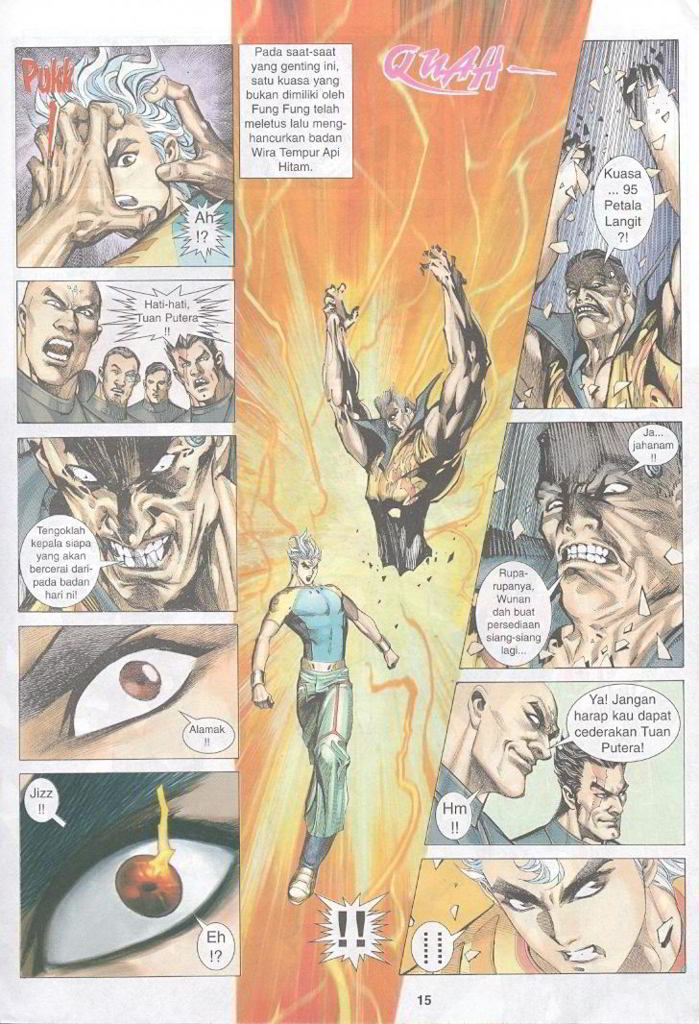 Pukk
!
Ah
!?
Hati-hati,
Tuan Putera
!!
Tengoklah
kepala siapa
yang akan
bercerai dari-
pada badan
hari ni!
Alamak
!!
Jizz
!!
Eh
!?
Pada saat-saat
yang genting ini,
satu kuasa yang
bukan dimiliki oleh
Fung Fung telah
meletus lalu meng-
hancurkan badan
Wira Tempur Api
Hitam.
QUAH—
!!
Kuasa
... 95
Petala
Langit
?!
Ja...
jahanam
!!
Rupa-
rupanya,
Wunan
dah buat
persediaan
siang-siang
lagi...
Ya! Jangan
harap kau dapat
cederakan Tuan
Putera!
Hm
!!
!!
15